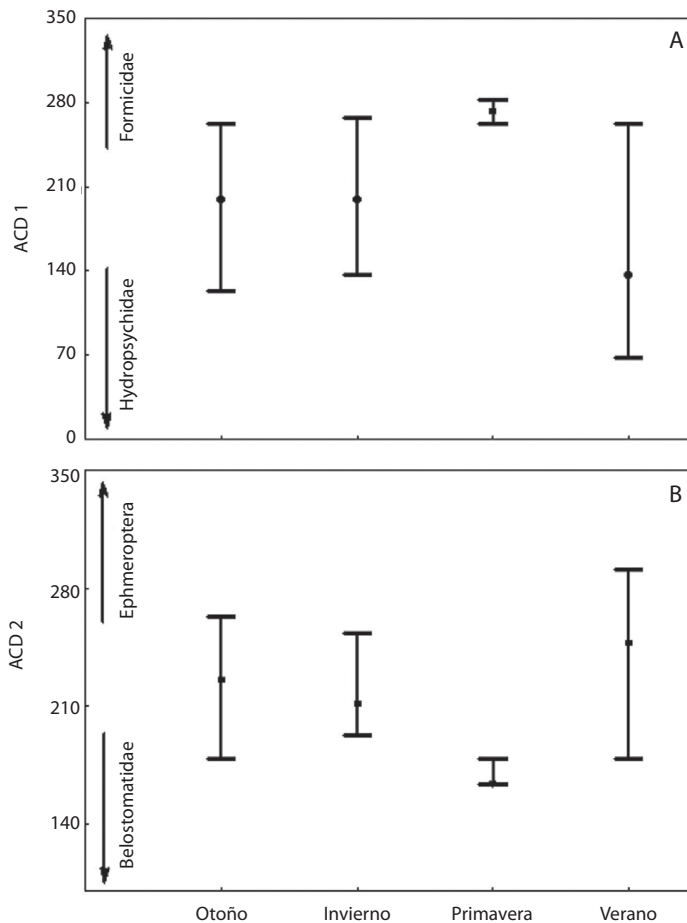 350
A
280
210
140
70
0
ACD 1
Formicidae
Hydropsychidae
350
B
280
210
140
ACD 2
Ephmeroptera
Belostomatidae
Otoño Invierno Primavera Verano